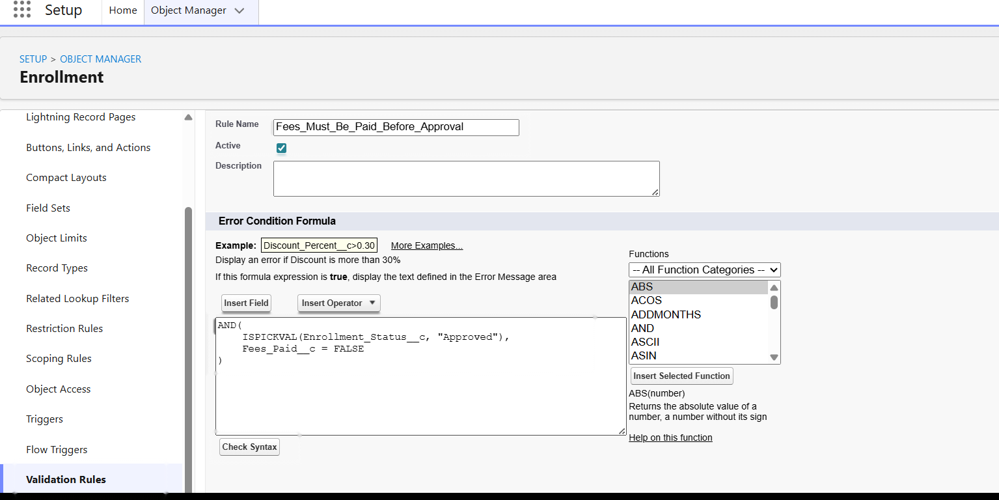 Setup
Home
Object Manager
SETUP > OBJECT MANAGER
Enrollment
Lightning Record Pages
Buttons, Links, and Actions
Compact Layouts
Field Sets
Object Limits
Record Types
Related Lookup Filters
Restriction Rules
Scoping Rules
Object Access
Triggers
Flow Triggers
Validation Rules
Rule Name
Fees_Must_Be_Paid_Before_Approval
Active
Description
Error Condition Formula
Example: Discount_Percent__c>0.30 More Examples...
Display an error if Discount is more than 30%
If this formula expression is true, display the text defined in the Error Message area
Insert Field
Insert Operator
AND(
ISPICKVAL(Enrollment_Status__c, "Approved"),
Fees_Paid__c = FALSE
)
Check Syntax
Functions
-- All Function Categories --
ABS
ACOS
ADDMONTHS
AND
ASCII
ASIN
Insert Selected Function
ABS(number)
Returns the absolute value of a
number, a number without its sign
Help on this function